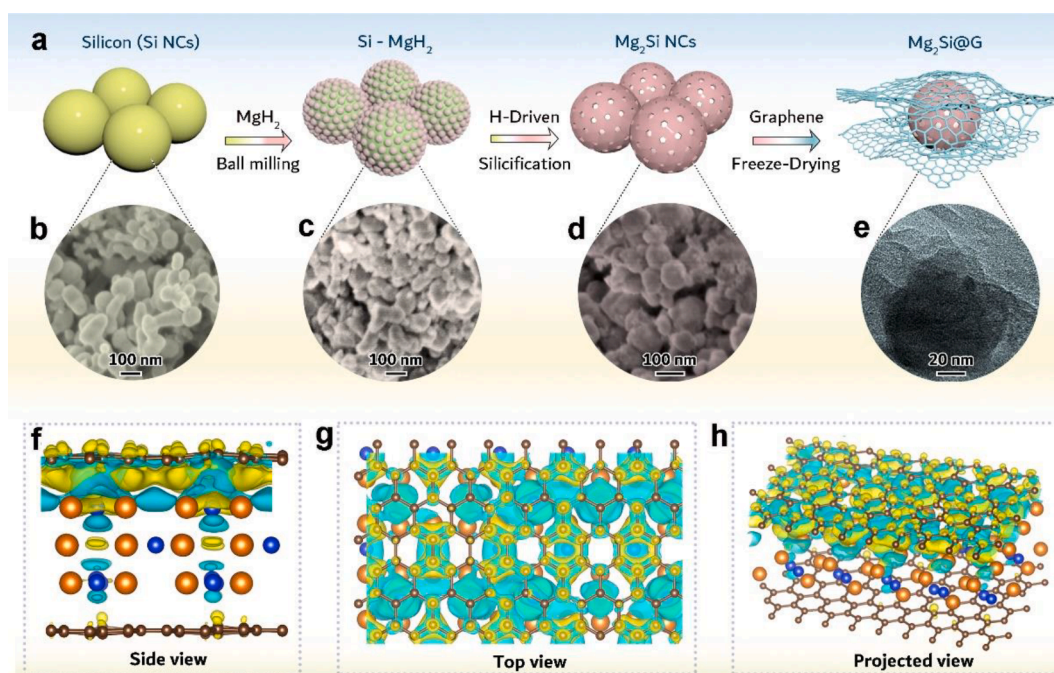 a
Silicon (Si NCs)
Si - MgH₂
Mg₂Si NCs
Mg₂Si@G
MgH₂
Ball milling
H-Driven
Silicification
Graphene
Freeze-Drying
b
100 nm
c
100 nm
d
100 nm
e
20 nm
f
Side view
g
Top view
h
Projected view